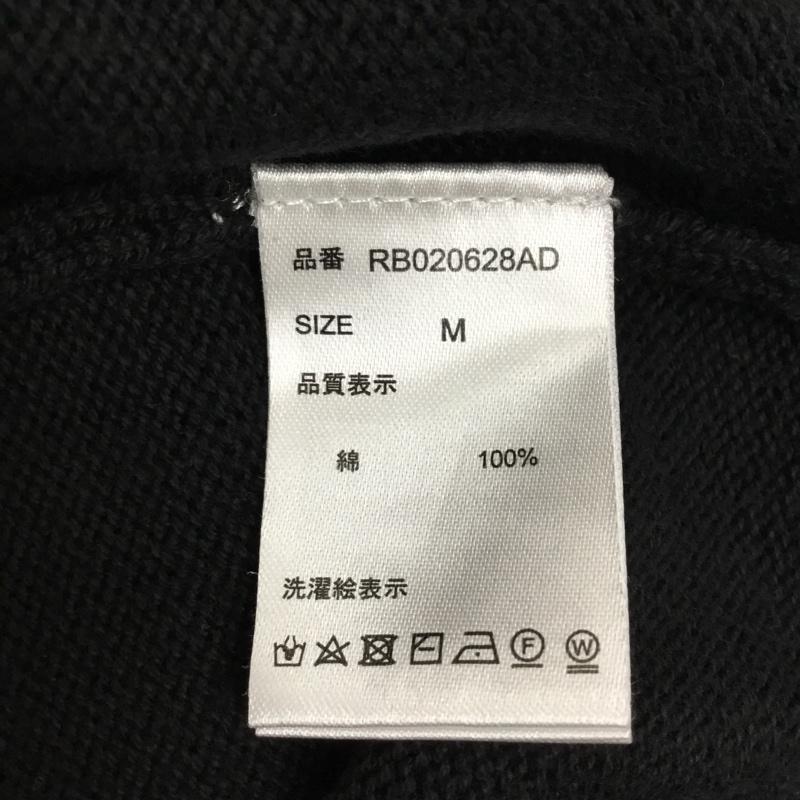 品番 RB020628AD
SIZE M
品質表示
綿 100%
洗濯絵表示
F W